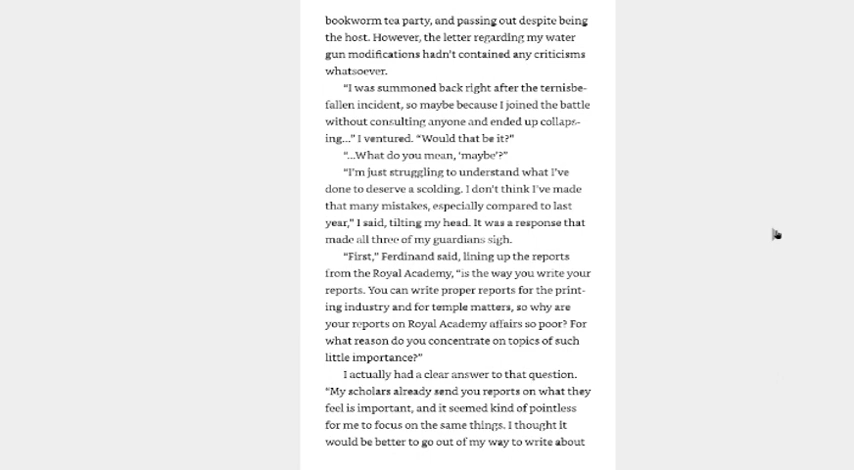 bookworm tea party, and passing out despite being
the host. However, the letter regarding my water
gun modifications hadn't contained any criticisms
whatsoever.
“I was summoned back right after the ternisbe-
fallen incident, so maybe because I joined the battle
without consulting anyone and ended up collaps-
ing...” I ventured. “Would that be it?”
“...What do you mean, ‘maybe’?”
“I'm just struggling to understand what I've
done to deserve a scolding. I don't think I've made
that many mistakes, especially compared to last
year,” I said, tilting my head. It was a response that
made all three of my guardians sigh.
“First,” Ferdinand said, lining up the reports
from the Royal Academy, “is the way you write your
reports. You can write proper reports for the print-
ing industry and for temple matters, so why are
your reports on Royal Academy affairs so poor? For
what reason do you concentrate on topics of such
little importance?”
I actually had a clear answer to that question.
“My scholars already send you reports on what they
feel is important, and it seemed kind of pointless
for me to focus on the same things. I thought it
would be better to go out of my way to write about